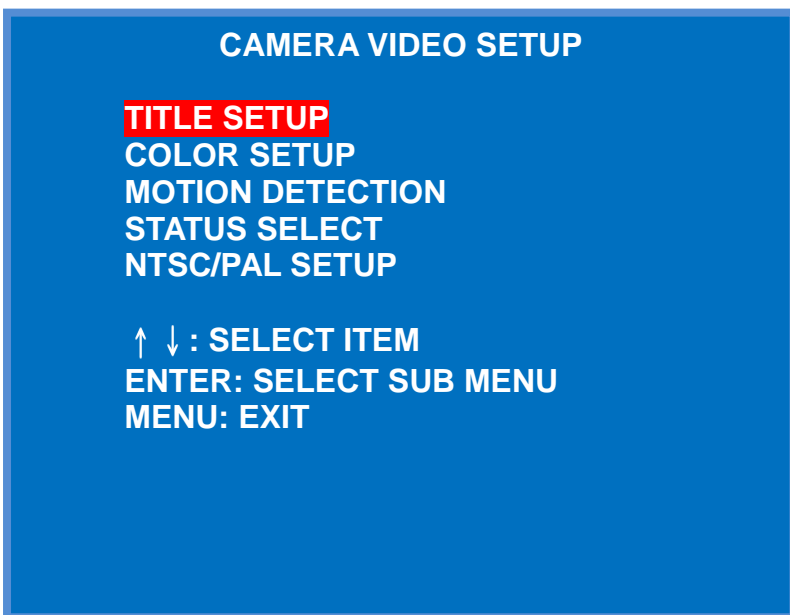 CAMERA VIDEO SETUP
TITLE SETUP
COLOR SETUP
MOTION DETECTION
STATUS SELECT
NTSC/PAL SETUP
↑ ↓ : SELECT ITEM
ENTER: SELECT SUB MENU
MENU: EXIT